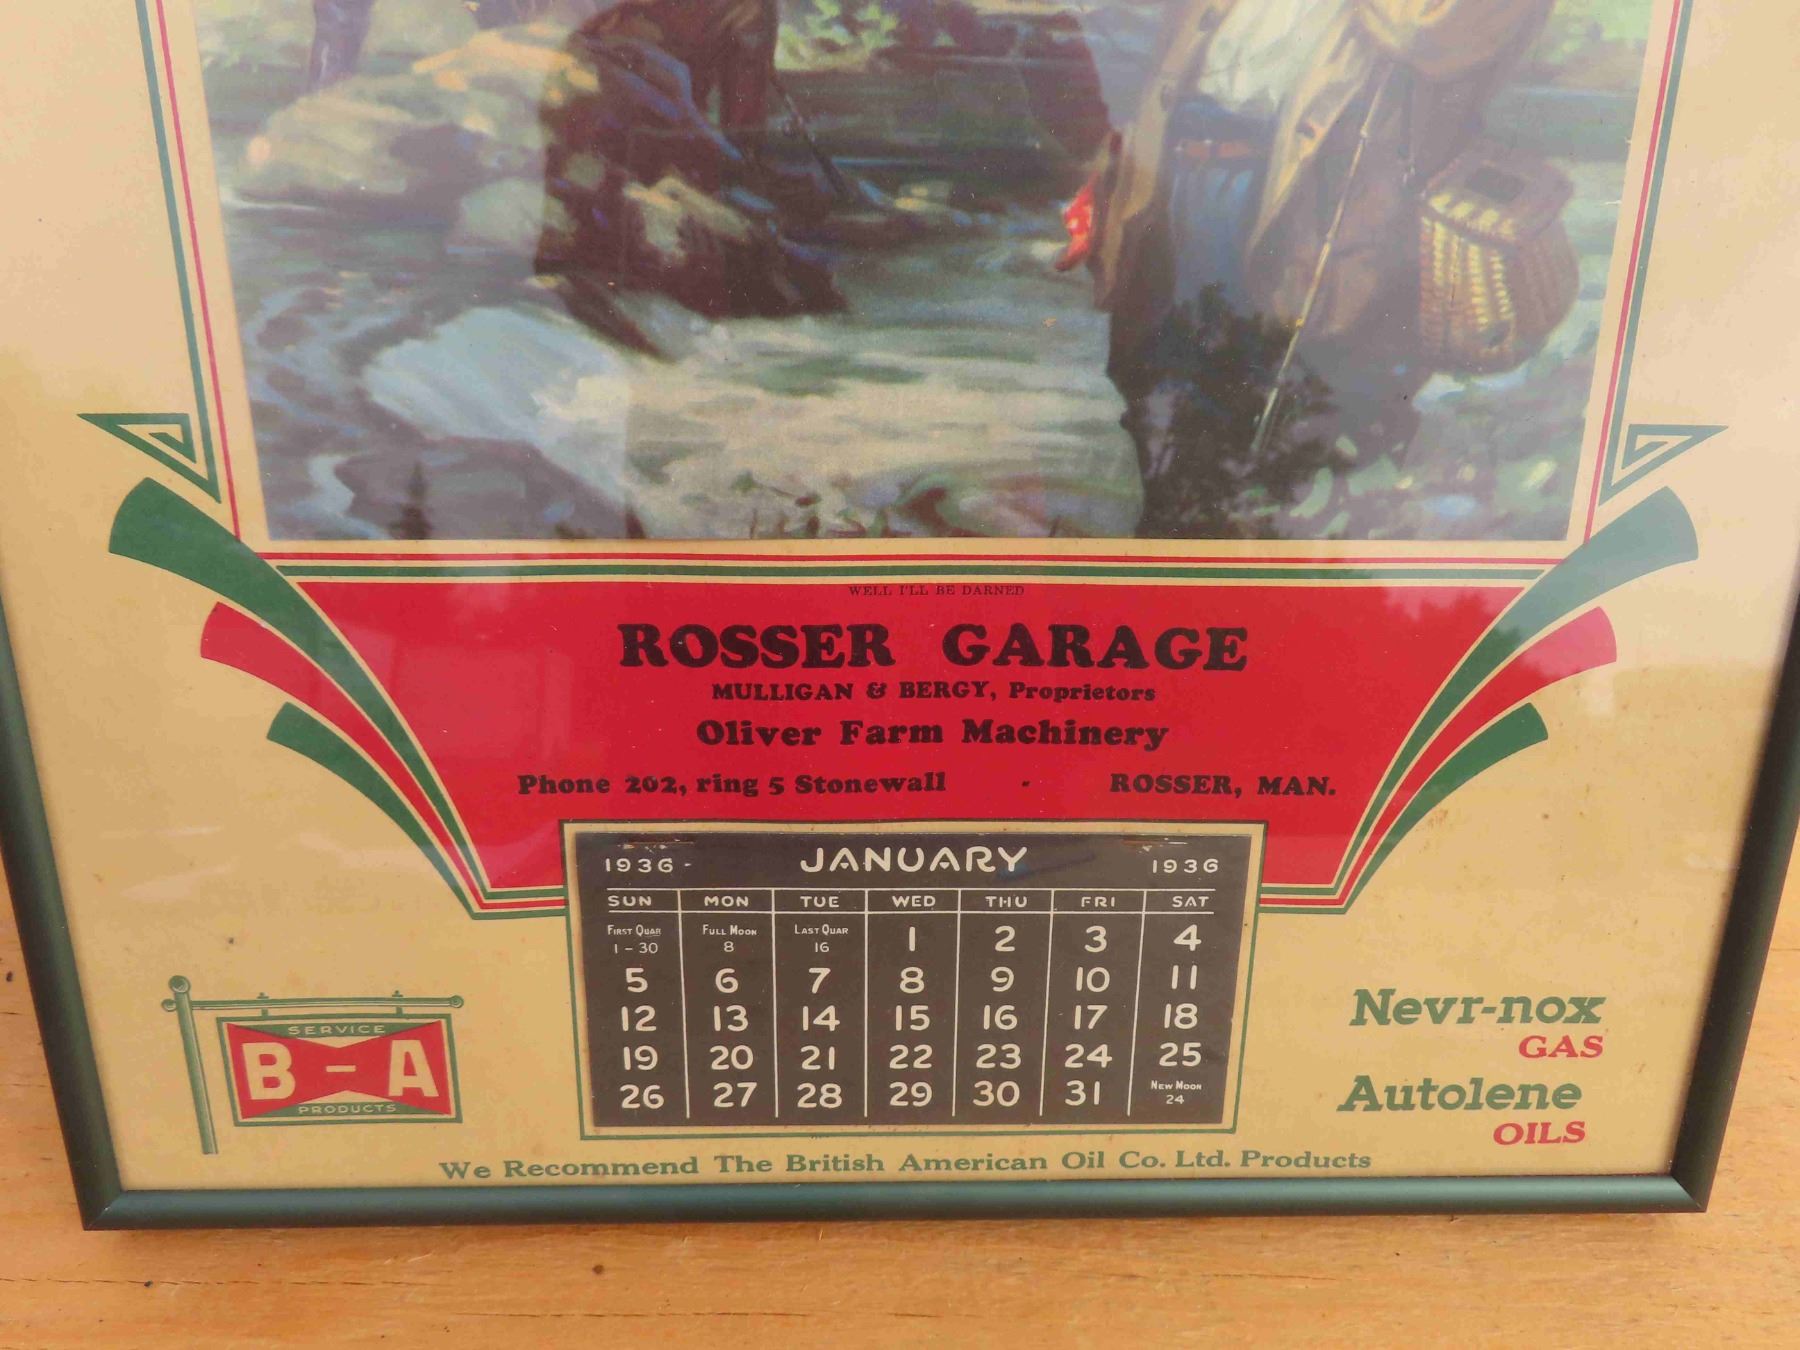 WELL I'LL BE DARNED
ROSSER GARAGE
MULLIGAN & BERGY, Proprietors
Oliver Farm Machinery
Phone 202, ring 5 Stonewall - ROSSER, MAN.
1936 - JANUARY 1936
SUN MON TUE WED THU FRI SAT
FIRST QUAR 1 - 30 FULL MOON 8 LAST QUAR 16 1 2 3 4
5 6 7 8 9 10 11
12 13 14 15 16 17 18
19 20 21 22 23 24 25
26 27 28 29 30 31 NEW MOON 24
SERVICE
B - A
PRODUCTS
Nevr-nox
GAS
Autolene
OILS
We Recommend The British American Oil Co. Ltd. Products